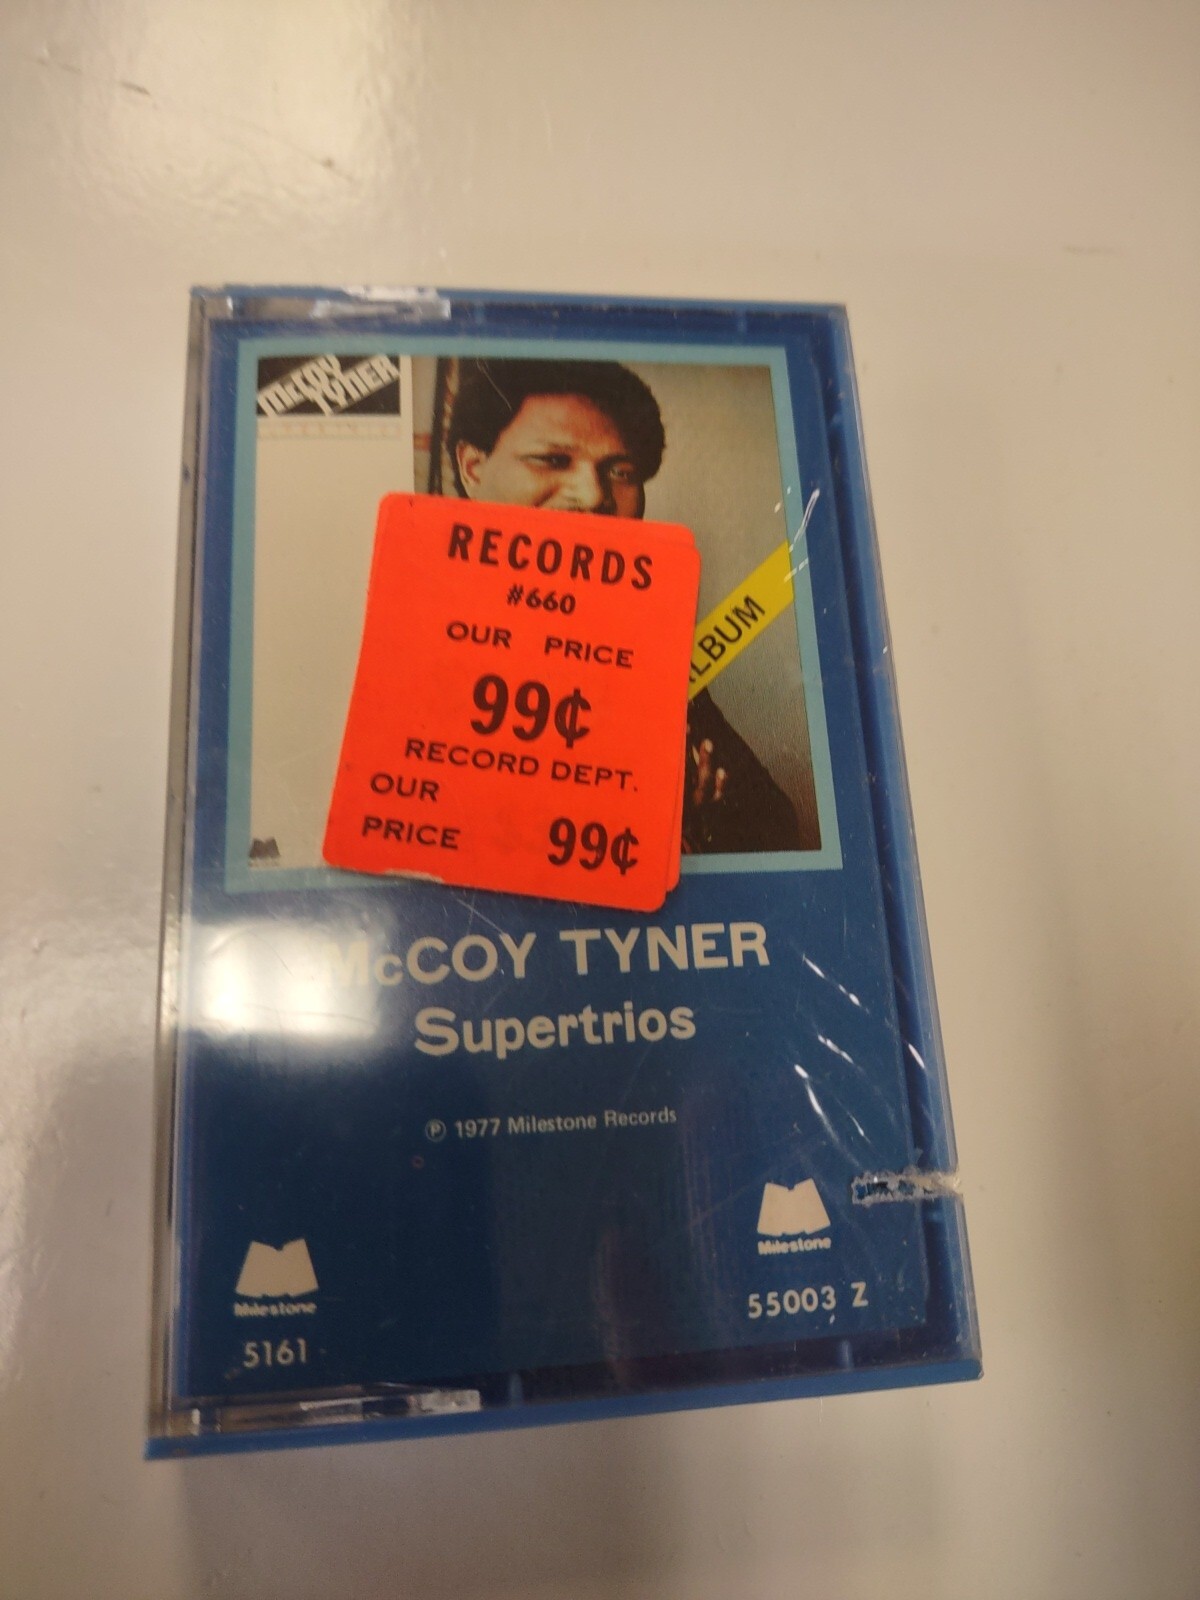 McCOY
TYNER
RECORDS
#660
OUR PRICE
99¢
RECORD DEPT.
OUR
PRICE 99¢
ALBUM
McCOY TYNER
Supertrios
℗ 1977 Milestone Records
Milestone
55003 Z
Milestone
5161